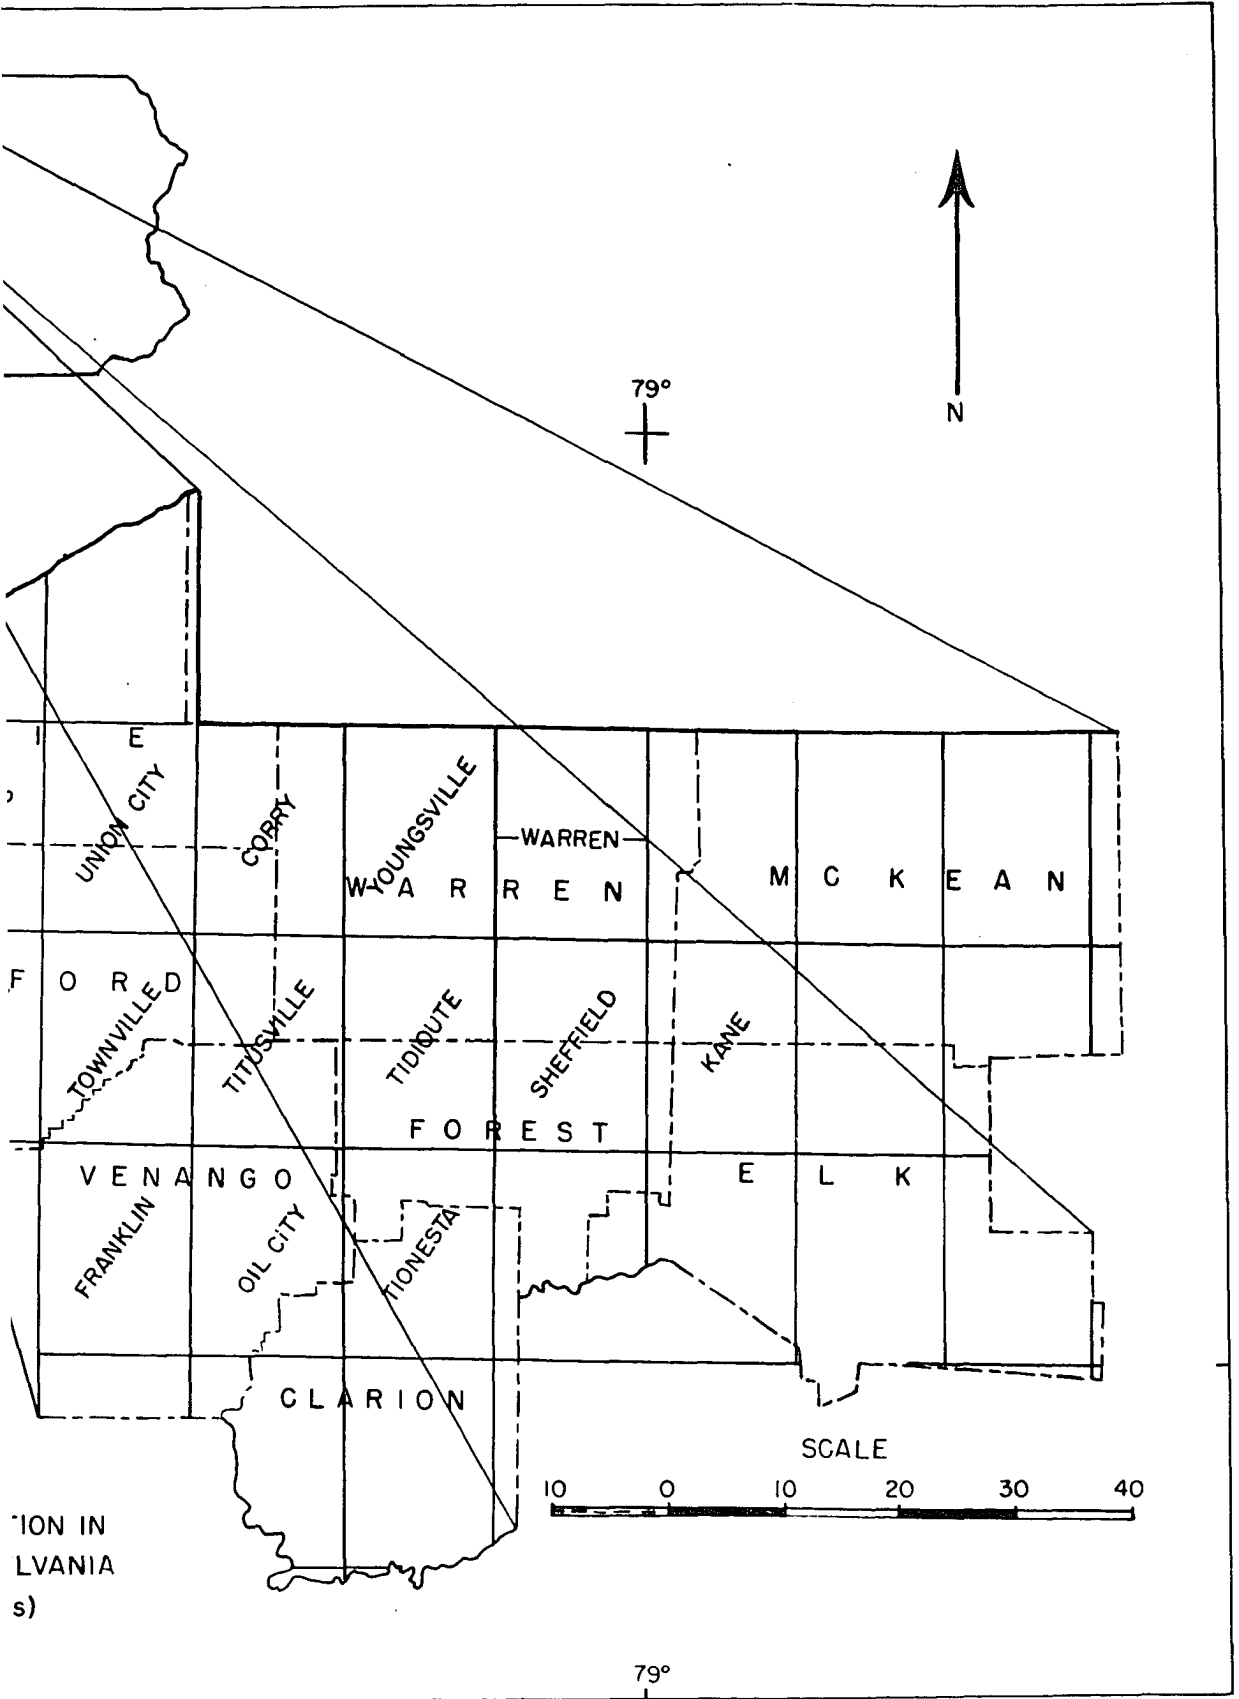 79°
N
I E
UNION CITY
CORRY
YOUNGSVILLE
WARREN
W A R R E N
M C K E A N
F O R D
TOWNVILLE
TITUSVILLE
TIDIOUTE
SHEFFIELD
KANE
F O R E S T
V E N A N G O
E L K
FRANKLIN
OIL CITY
TIONESTA
C L A R I O N
SCALE
10 0 10 20 30 40
ION IN
LVANIA
s)
79°